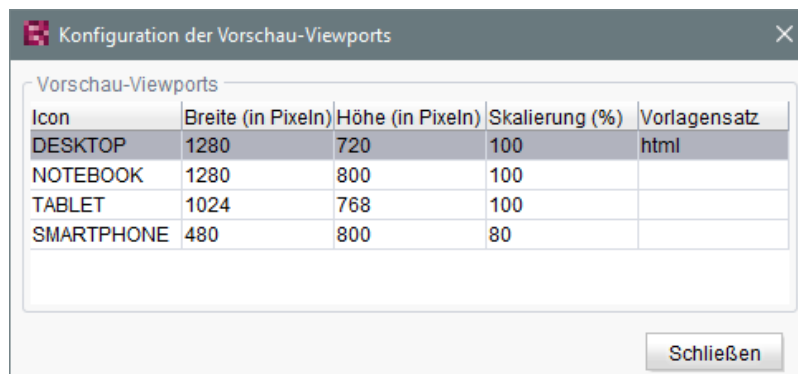 Konfiguration der Vorschau-Viewports
Vorschau-Viewports
Icon Breite (in Pixeln) Höhe (in Pixeln) Skalierung (%) Vorlagensatz
DESKTOP 1280 720 100 html
NOTEBOOK 1280 800 100
TABLET 1024 768 100
SMARTPHONE 480 800 80
Schließen